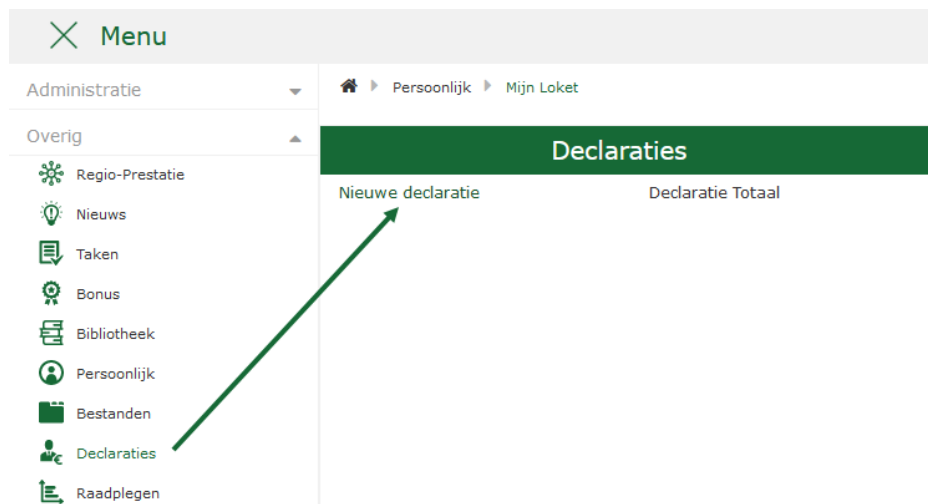 Menu
Administratie
Overig
Regio-Prestatie
Nieuws
Taken
Bonus
Bibliotheek
Persoonlijk
Bestanden
Declaraties
Raadplegen
Persoonlijk Mijn Loket
Declaraties
Nieuwe declaratie Declaratie Totaal